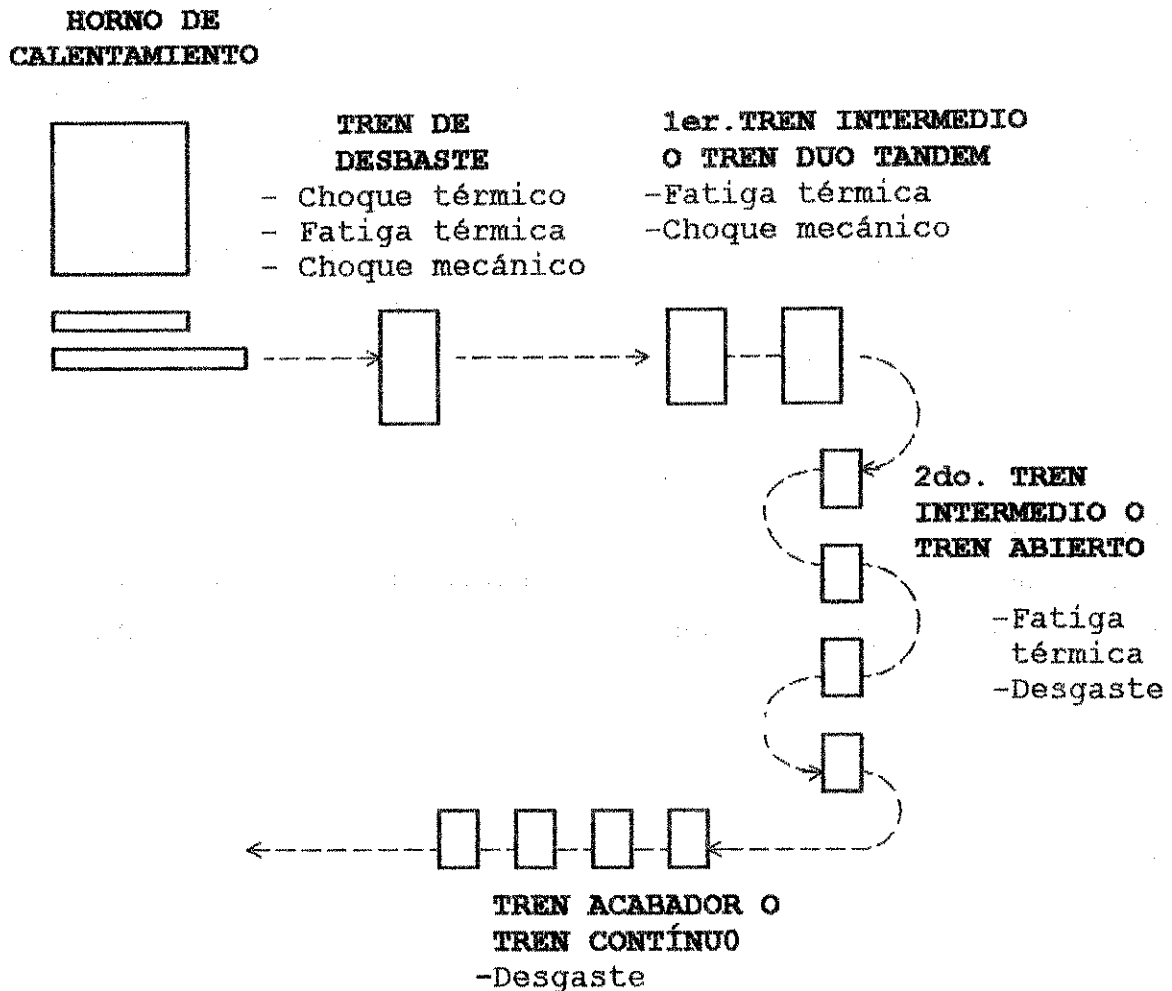 HORNO DE
CALENTAMIENTO
TREN DE
DESBASTE
- Choque térmico
- Fatiga térmica
- Choque mecánico
1er.TREN INTERMEDIO
O TREN DUO TANDEM
-Fatiga térmica
-Choque mecánico
2do. TREN
INTERMEDIO O
TREN ABIERTO
-Fatiga
térmica
-Desgaste
TREN ACABADOR O
TREN CONTÍNUO
-Desgaste